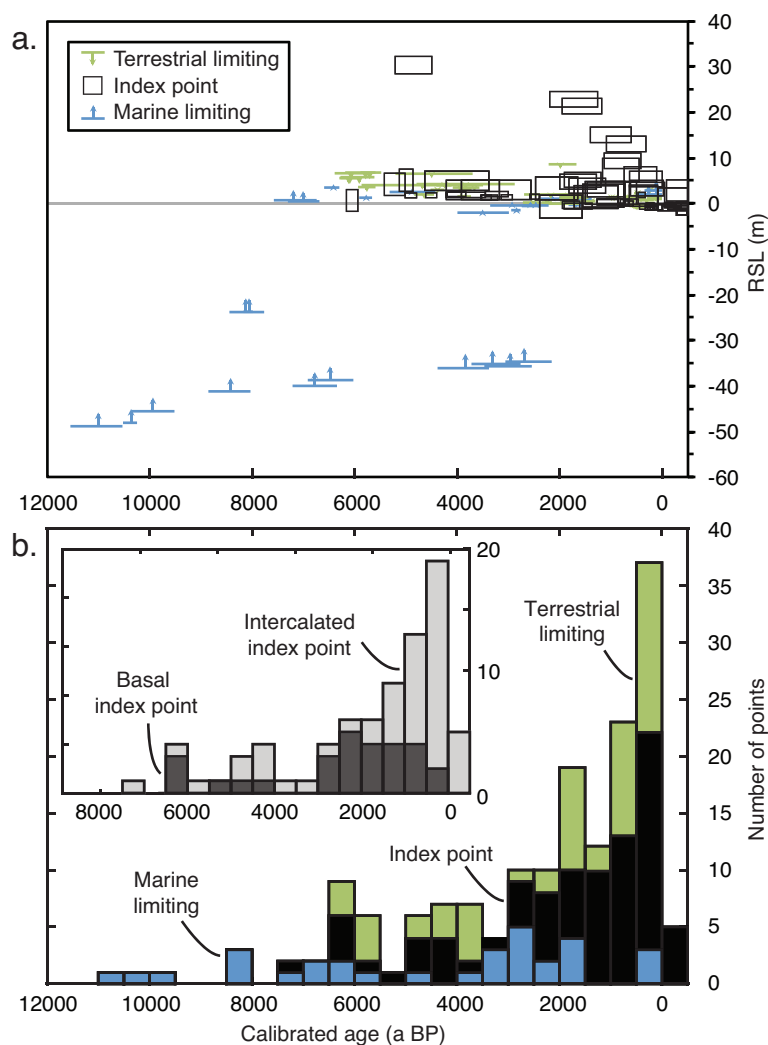 a.
Terrestrial limiting
Index point
Marine limiting
40
30
20
10
0
-10
-20
-30
-40
-50
-60
RSL (m)
12000 10000 8000 6000 4000 2000 0
b.
20
10
0
Intercalated
index point
Basal
index point
8000 6000 4000 2000 0
Terrestrial
limiting
Index point
Marine
limiting
40
35
30
25
20
15
10
5
0
Number of points
12000 10000 8000 6000 4000 2000 0
Calibrated age (a BP)